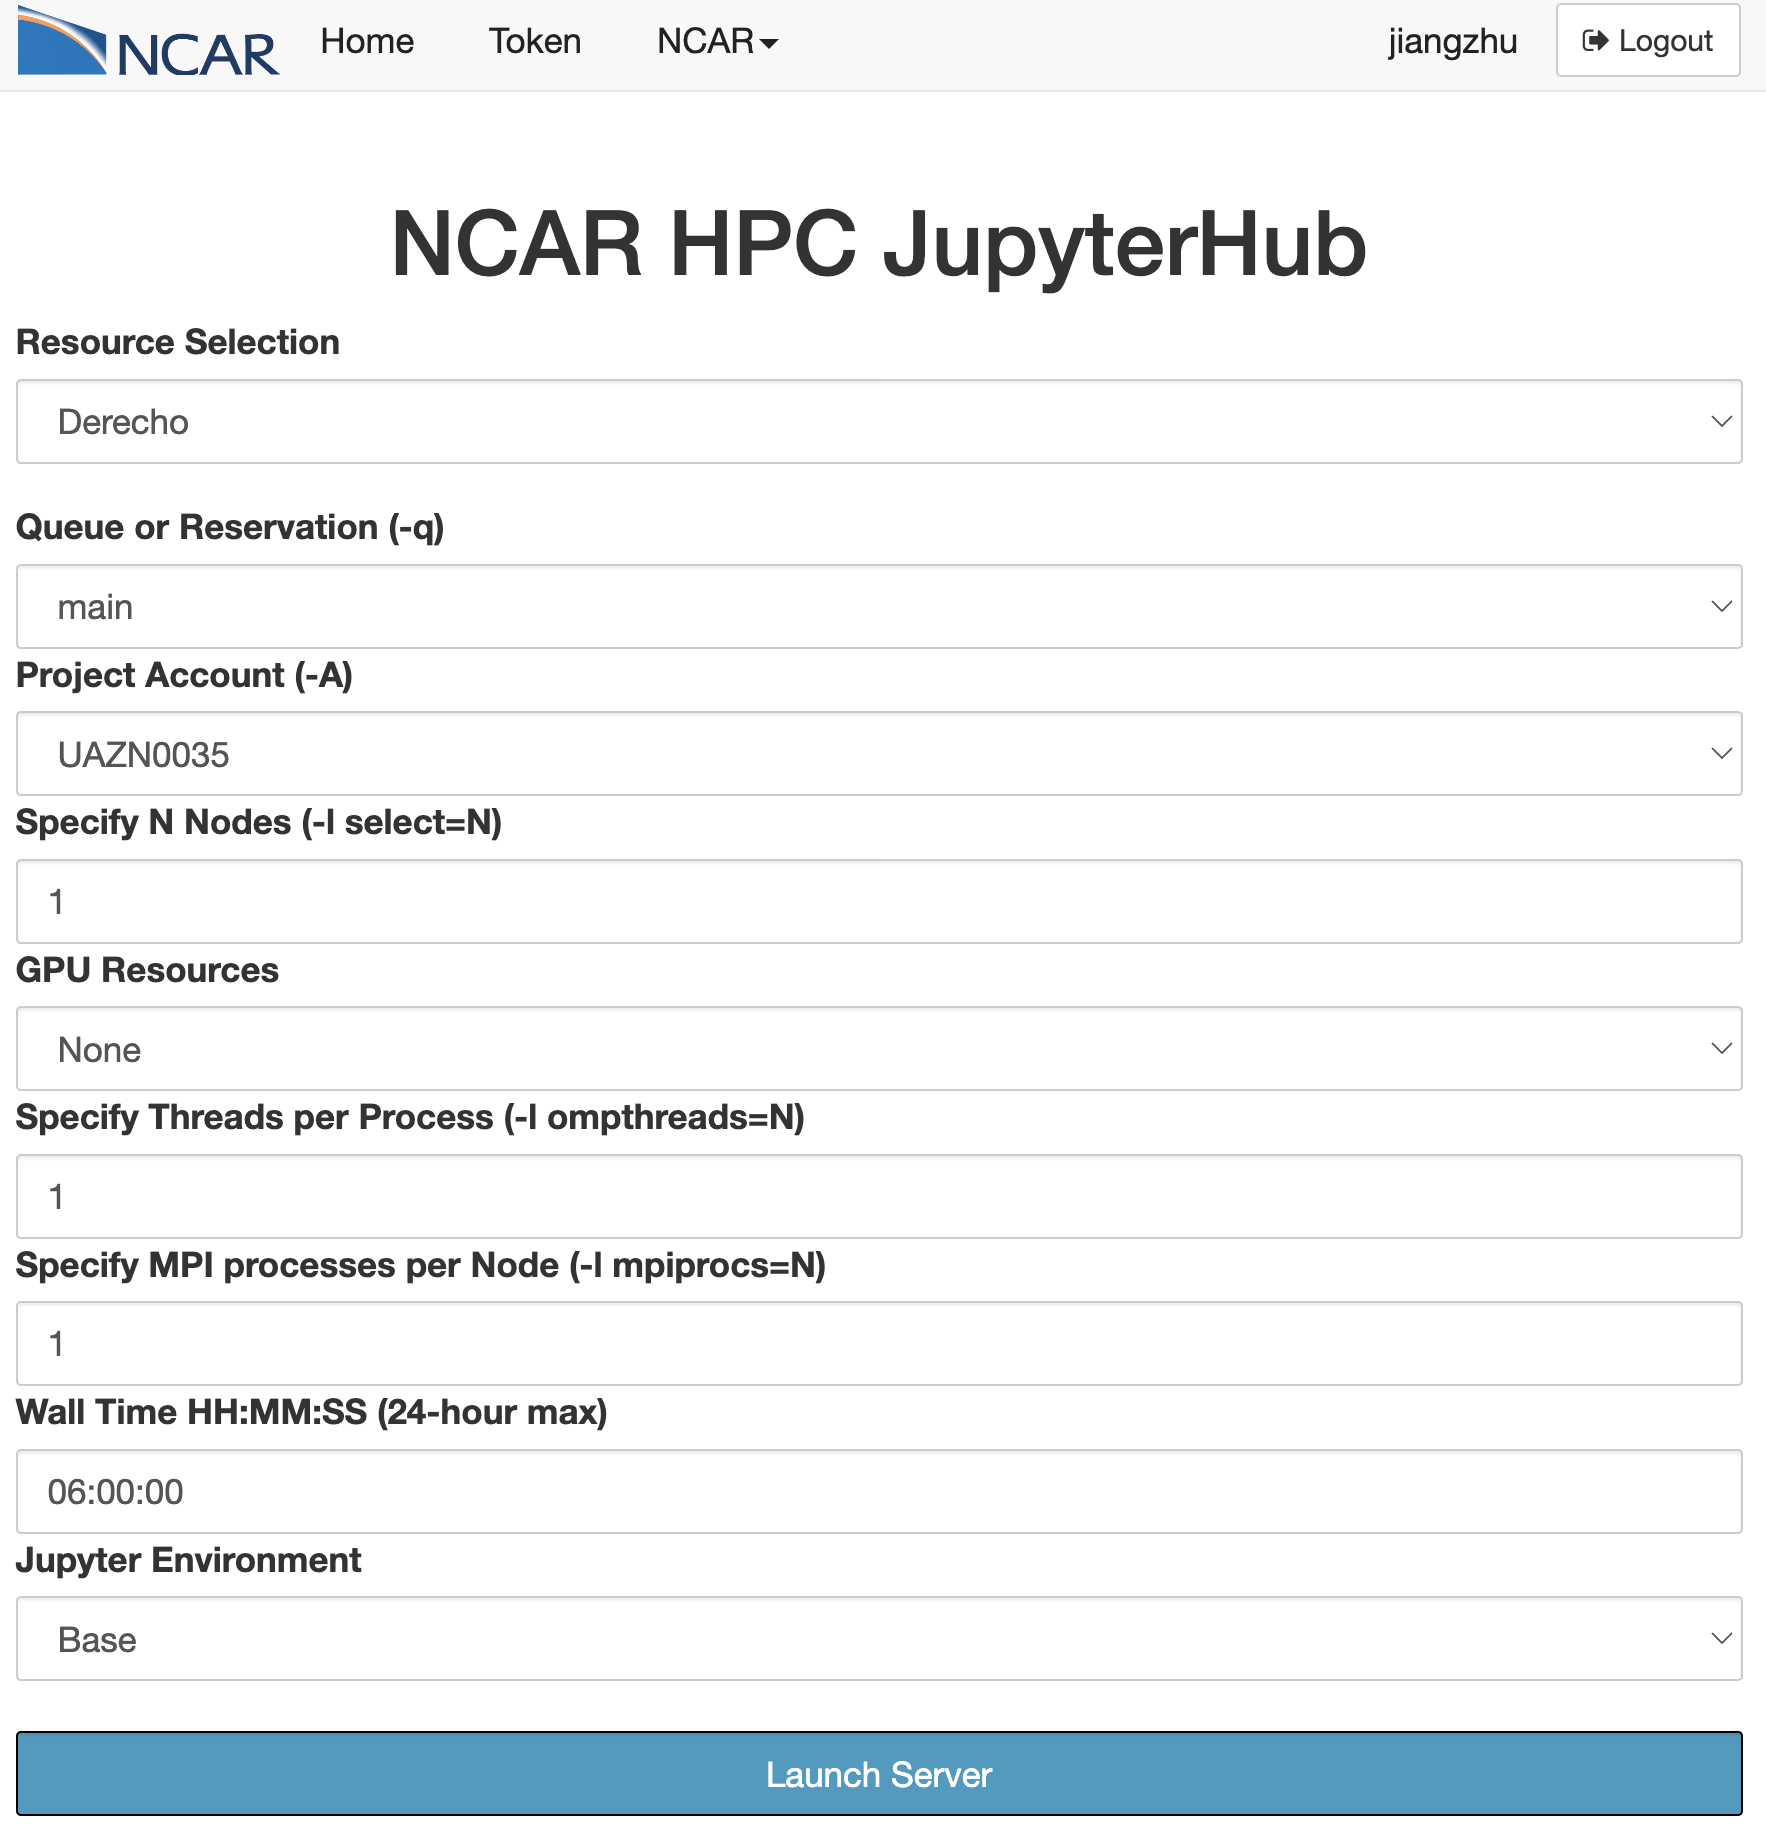 NCAR Home Token NCAR jiangzhu Logout
NCAR HPC JupyterHub
Resource Selection
Derecho
Queue or Reservation (-q)
main
Project Account (-A)
UAZN0035
Specify N Nodes (-l select=N)
1
GPU Resources
None
Specify Threads per Process (-l ompthreads=N)
1
Specify MPI processes per Node (-l mpiprocs=N)
1
Wall Time HH:MM:SS (24-hour max)
06:00:00
Jupyter Environment
Base
Launch Server